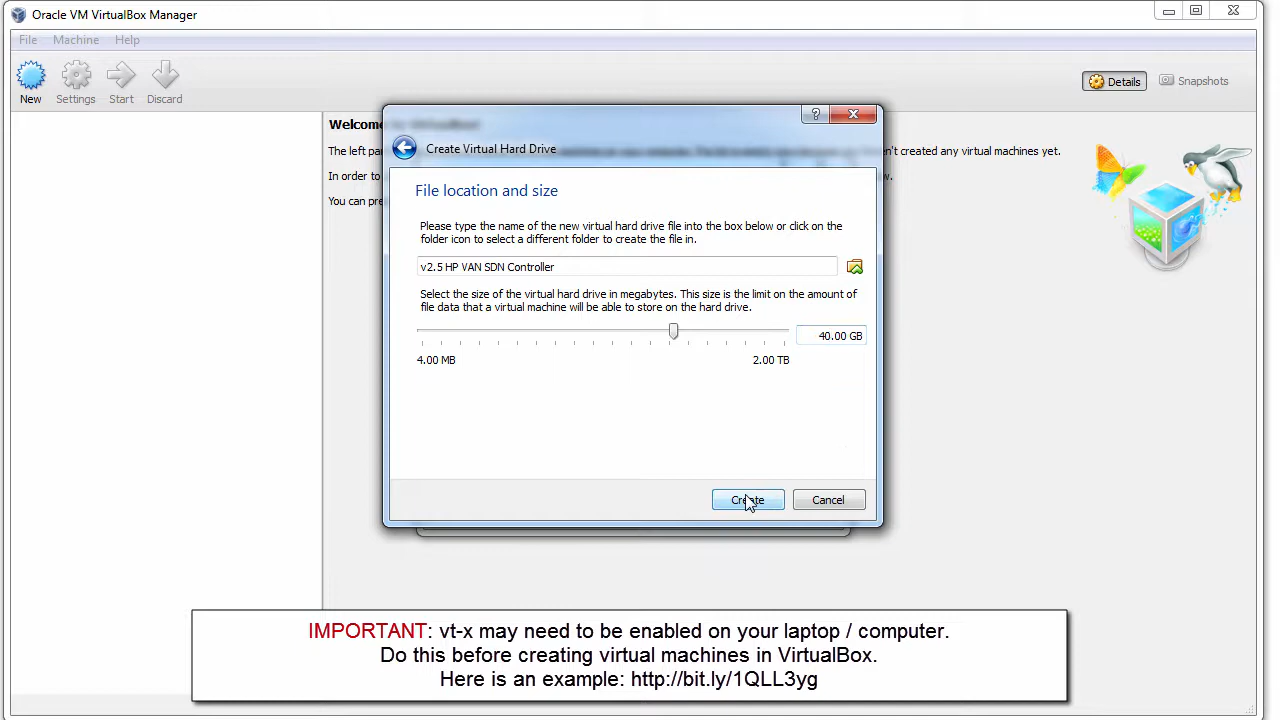 Oracle VM VirtualBox Manager
File Machine Help
New Settings Start Discard
Details Snapshots
The left
't created any virtual machines yet.
In order to
You can
? X
Create Virtual Hard Drive
File location and size
Please type the name of the new virtual hard drive file into the box below or click on the
folder icon to select a different folder to create the file in.
v2.5 HP VAN SDN Controller
Select the size of the virtual hard drive in megabytes. This size is the limit on the amount of
file data that a virtual machine will be able to store on the hard drive.
40.00 GB
4.00 MB 2.00 TB
Create Cancel
IMPORTANT: vt-x may need to be enabled on your laptop / computer.
Do this before creating virtual machines in VirtualBox.
Here is an example: http://bit.ly/1QLL3yg